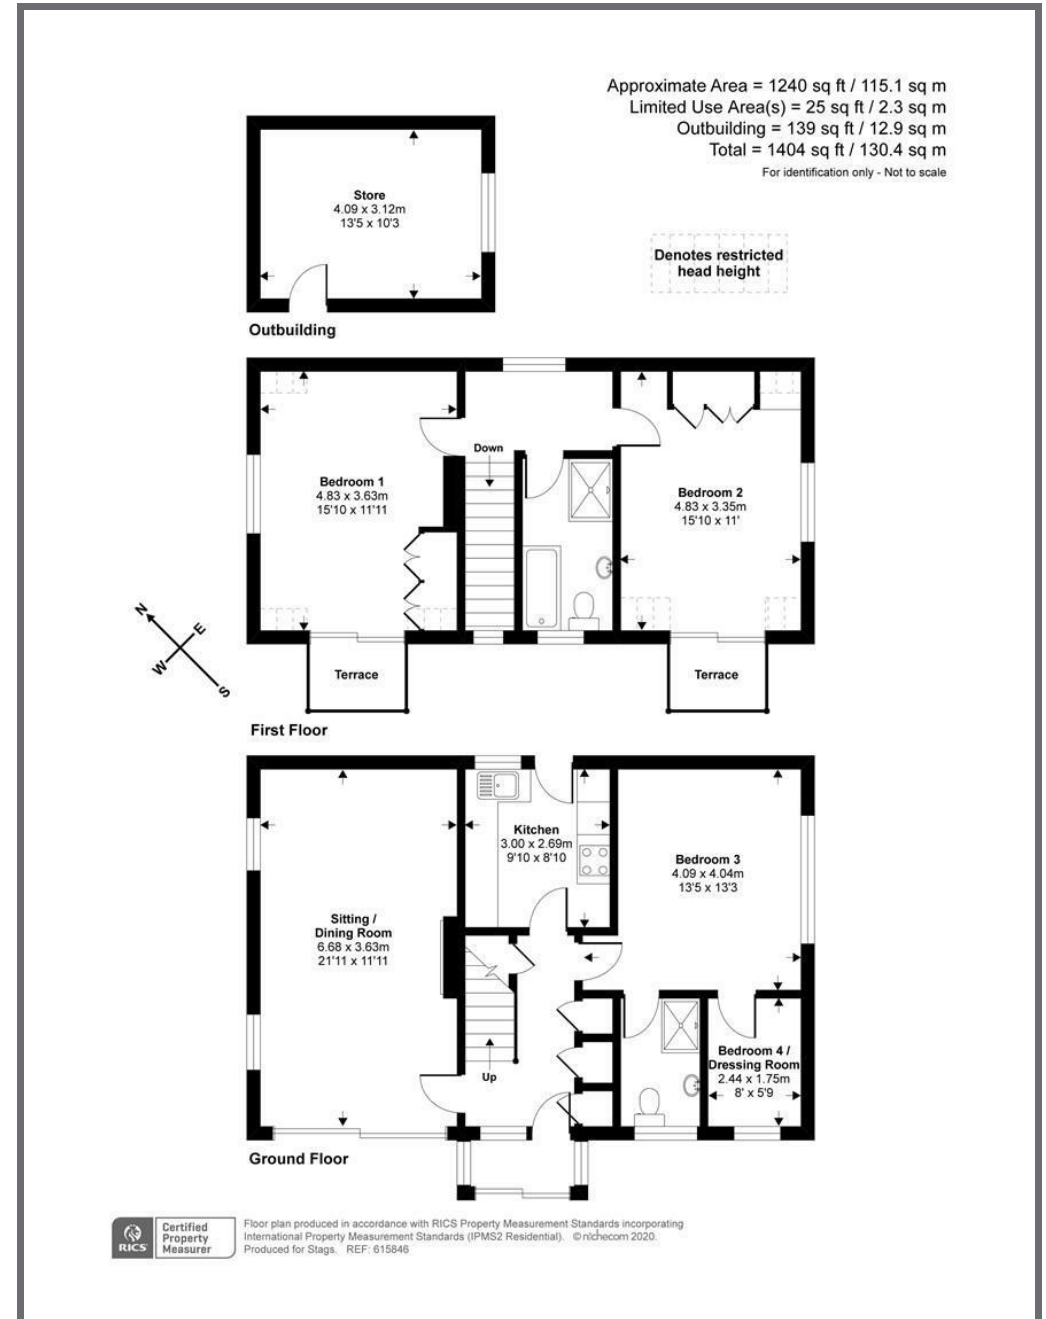 Approximate Area = 1240 sq ft / 115.1 sq m
Limited Use Area(s) = 25 sq ft / 2.3 sq m
Outbuilding = 139 sq ft / 12.9 sq m
Total = 1404 sq ft / 130.4 sq m
For identification only - Not to scale
Store
4.09 x 3.12m
13'5 x 10'3
Denotes restricted
head height
Outbuilding
Down
Bedroom 1
4.83 x 3.63m
15'10 x 11'11
Bedroom 2
4.83 x 3.35m
15'10 x 11'
N
E
W
S
Terrace
Terrace
First Floor
Kitchen
3.00 x 2.69m
9'10 x 8'10
Bedroom 3
4.09 x 4.04m
13'5 x 13'3
Sitting /
Dining Room
6.68 x 3.63m
21'11 x 11'11
Up
Bedroom 4 /
Dressing Room
2.44 x 1.75m
8' x 5'9
Ground Floor
RICS
Certified
Property
Measurer
Floor plan produced in accordance with RICS Property Measurement Standards incorporating
International Property Measurement Standards (IPMS2 Residential). © nichecom 2020.
Produced for Stags. REF: 615846